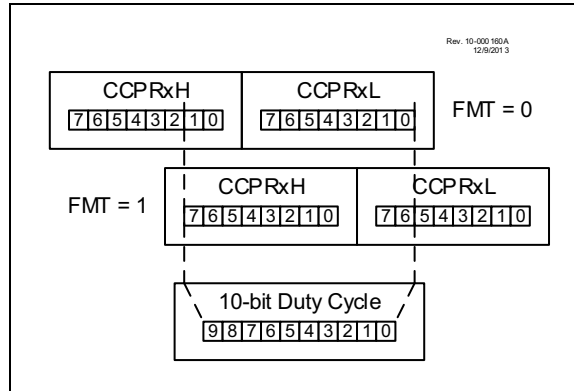 Rev. 10-000 160A
12/9/201 3
CCPRxH CCPRxL
7 6 5 4 3 2 1 0 7 6 5 4 3 2 1 0 FMT = 0
CCPRxH CCPRxL
FMT = 1 7 6 5 4 3 2 1 0 7 6 5 4 3 2 1 0
10-bit Duty Cycle
9 8 7 6 5 4 3 2 1 0